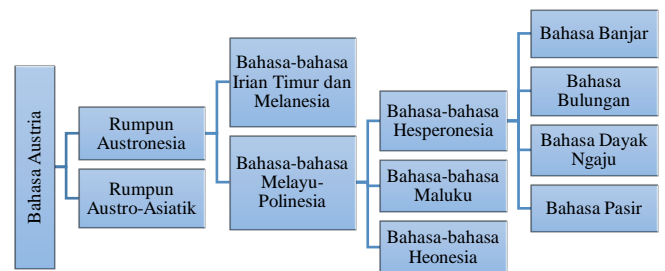 Bahasa Austria
Rumpun
Austronesia
Rumpun
Austro-Asiatik
Bahasa-bahasa
Irian Timur dan
Melanesia
Bahasa-bahasa
Melayu-
Polinesia
Bahasa-bahasa
Hesperonesia
Bahasa-bahasa
Maluku
Bahasa-bahasa
Heonesia
Bahasa Banjar
Bahasa
Bulungan
Bahasa Dayak
Ngaju
Bahasa Pasir